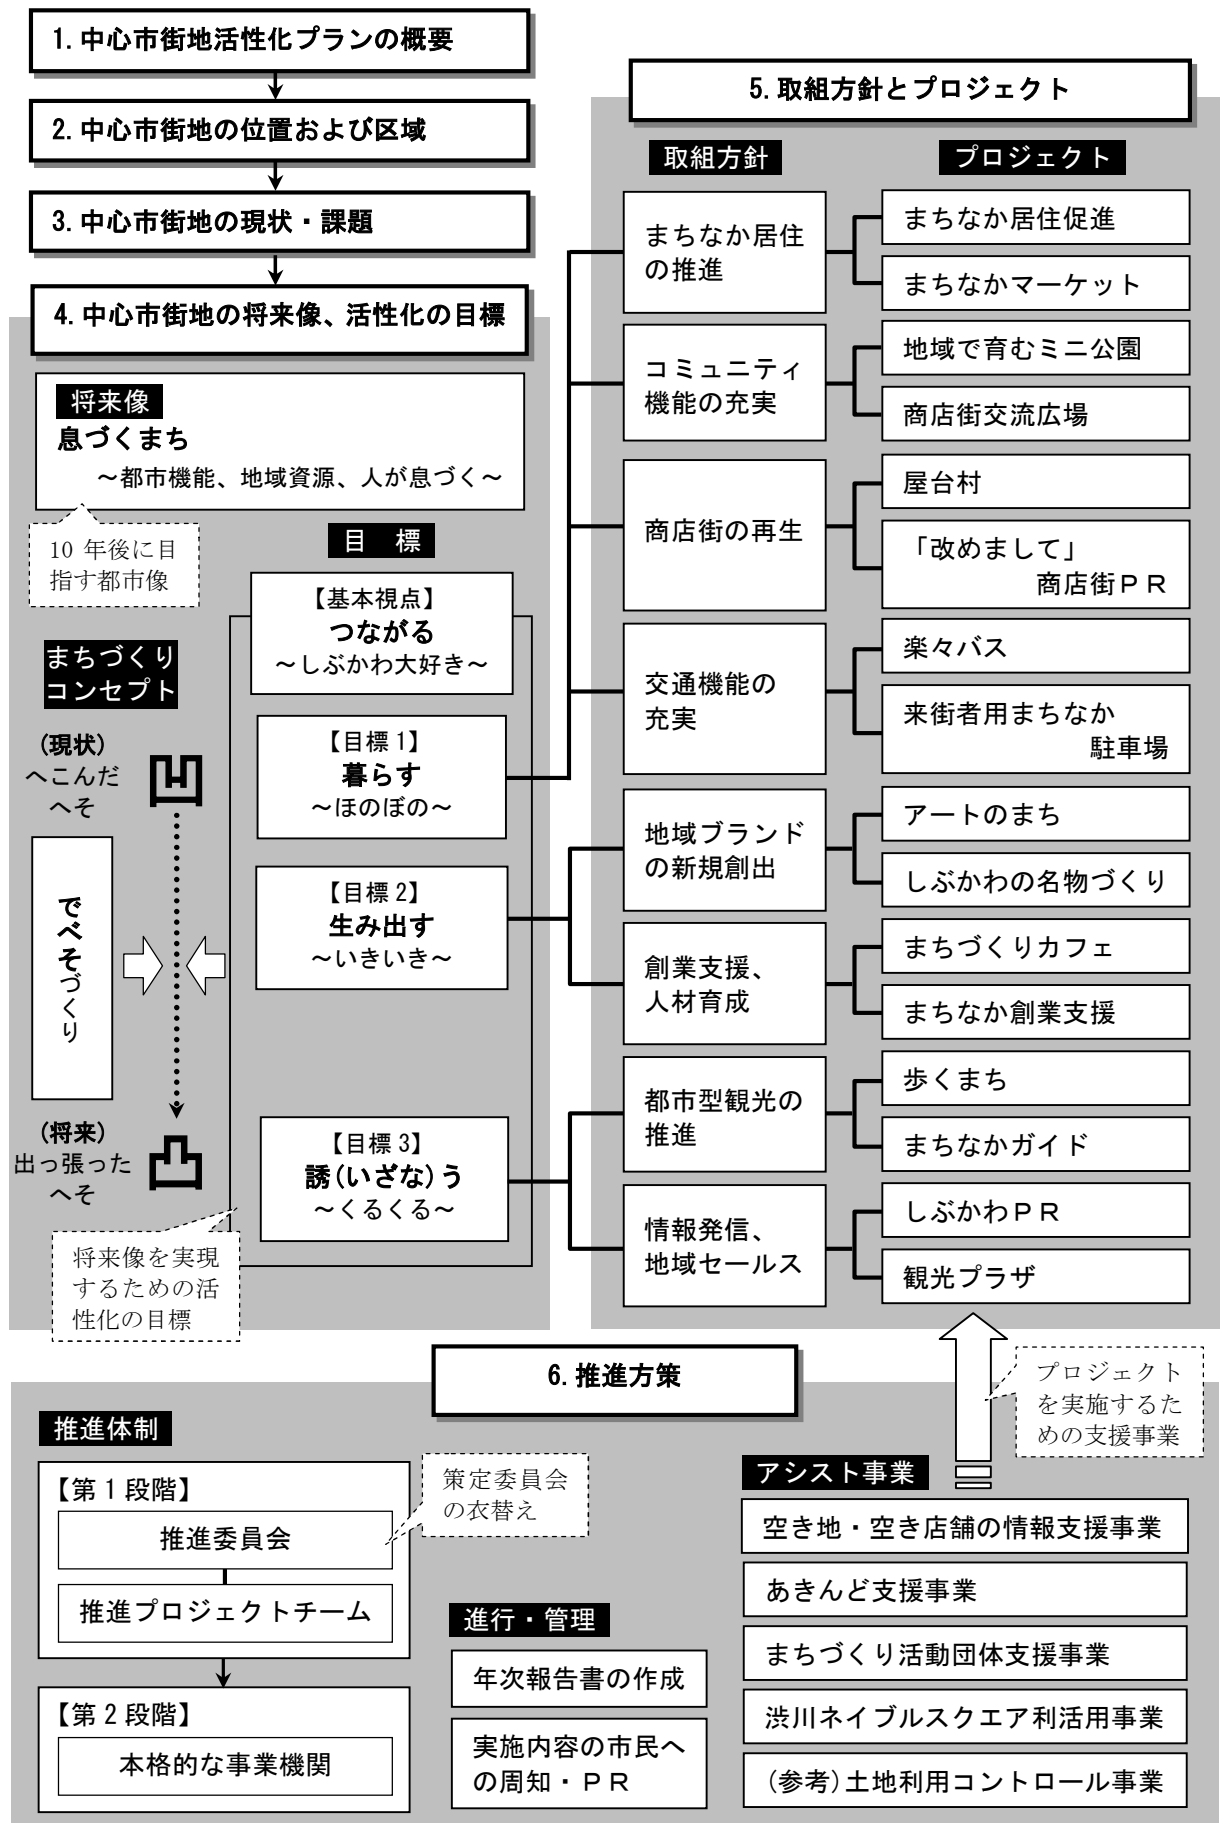 1.中心市街地活性化プランの概要
2.中心市街地の位置および区域
3.中心市街地の現状・課題
4.中心市街地の将来像、活性化の目標
将来像
息づくまち
～都市機能、地域資源、人が息づく～
10 年後に目
指す都市像
目　標
【基本視点】
つながる
～しぶかわ大好き～
まちづくり
コンセプト
(現状)
へこんだ
へそ
凹
でべそづくり
(将来)
出っ張った
へそ
凸
【目標1】
暮らす
～ほのぼの～
【目標2】
生み出す
～いきいき～
【目標3】
誘(いざな)う
～くるくる～
将来像を実現
するための活
性化の目標
5.取組方針とプロジェクト
取組方針
プロジェクト
まちなか居住
の推進
まちなか居住促進
まちなかマーケット
コミュニティ
機能の充実
地域で育むミニ公園
商店街交流広場
商店街の再生
屋台村
「改めまして」
商店街ＰＲ
交通機能の
充実
楽々バス
来街者用まちなか
駐車場
地域ブランド
の新規創出
アートのまち
しぶかわの名物づくり
創業支援、
人材育成
まちづくりカフェ
まちなか創業支援
都市型観光の
推進
歩くまち
まちなかガイド
情報発信、
地域セールス
しぶかわＰＲ
観光プラザ
6.推進方策
プロジェクト
を実施するた
めの支援事業
推進体制
【第1段階】
推進委員会
推進プロジェクトチーム
策定委員会
の衣替え
【第2段階】
本格的な事業機関
進行・管理
年次報告書の作成
実施内容の市民へ
の周知・ＰＲ
アシスト事業
空き地・空き店舗の情報支援事業
あきんど支援事業
まちづくり活動団体支援事業
渋川ネイブルスクエア利活用事業
(参考)土地利用コントロール事業